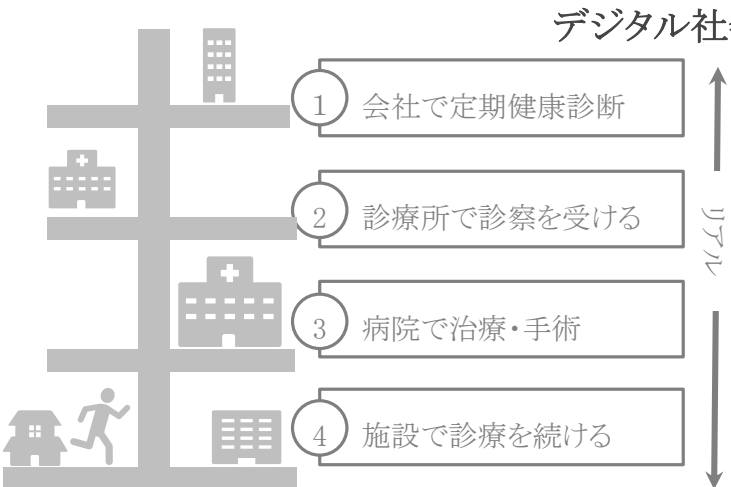 デジタル社
1 会社で定期健康診断
2 診療所で診察を受ける
リアル
3 病院で治療・手術
4 施設で診療を続ける